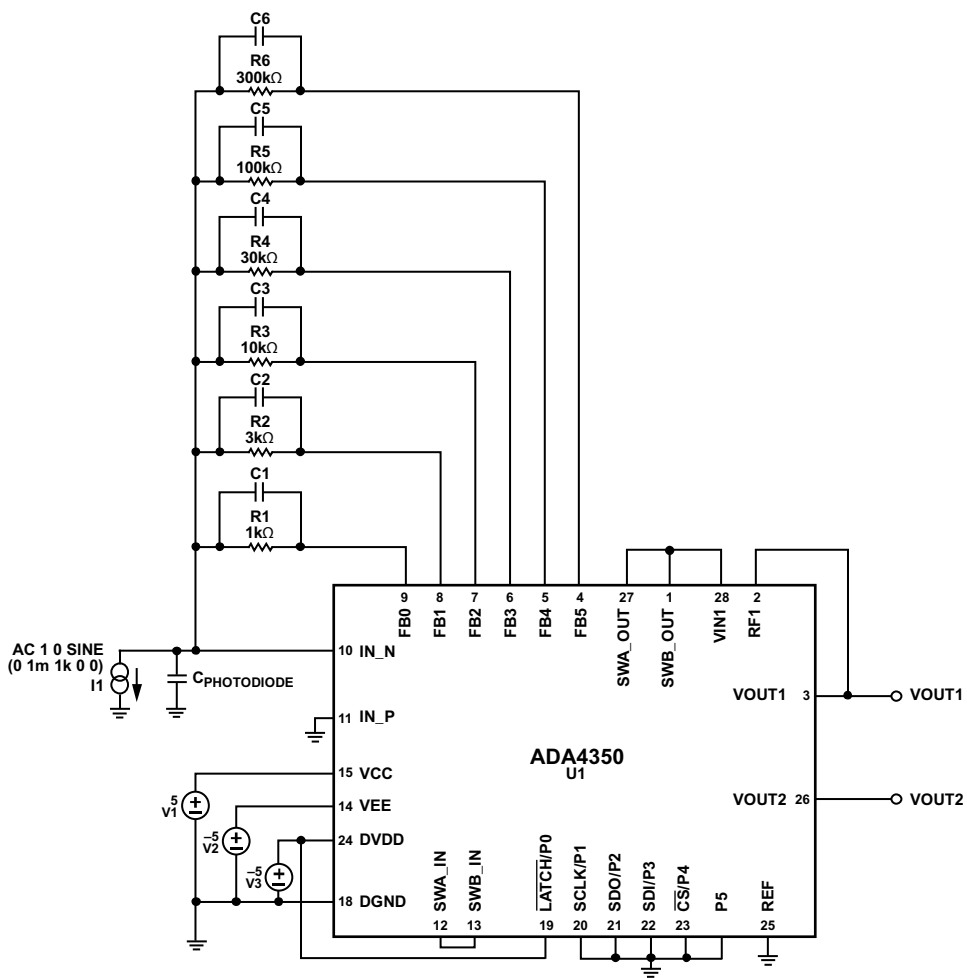 C6
R6
300kΩ
C5
R5
100kΩ
C4
R4
30kΩ
C3
R3
10kΩ
C2
R2
3kΩ
C1
R1
1kΩ
9 8 7 6 5 4 27 1 28 2
FB0 FB1 FB2 FB3 FB4 FB5 SWA_OUT SWB_OUT VIN1 RF1
AC 1 0 SINE
(0 1m 1k 0 0)
I1
CPHOTODIODE
10 IN_N
11 IN_P
VOUT1 3 VOUT1
ADA4350
U1
15 VCC
5
V1
14 VEE
–5
V2
VOUT2 26 VOUT2
24 DVDD
–5
V3
18 DGND
SWA_IN SWB_IN LATCH/P0 SCLK/P1 SDO/P2 SDI/P3 CS/P4 P5 REF
12 13 19 20 21 22 23 25